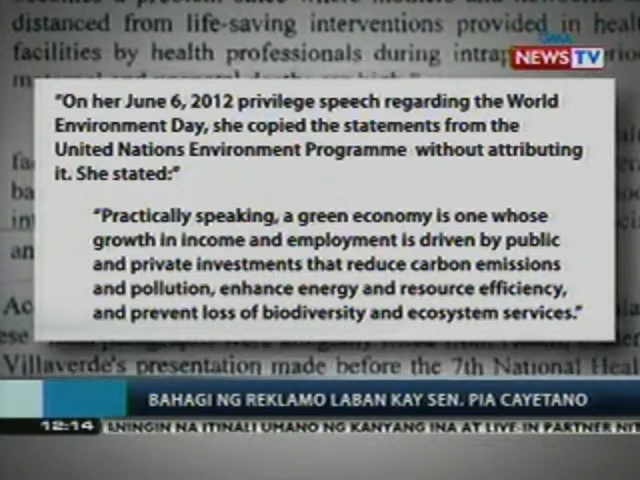 distanced from life-saving interventions provided in heal
facilities by health professionals during intrap
NEWS TV
"On her June 6, 2012 privilege speech regarding the World
Environment Day, she copied the statements from the
United Nations Environment Programme without attributing
it. She stated:"
"Practically speaking, a green economy is one whose
growth in income and employment is driven by public
and private investments that reduce carbon emissions
and pollution, enhance energy and resource efficiency,
and prevent loss of biodiversity and ecosystem services."
Villaverde's presentation made before the 7th National Heal
BAHAGI NG REKLAMO LABAN KAY SEN. PIA CAYETANO
12:14 ANINGIN NA ITINALI UMANO NG KANYANG INA AT LIVE-IN PARTNER NIT